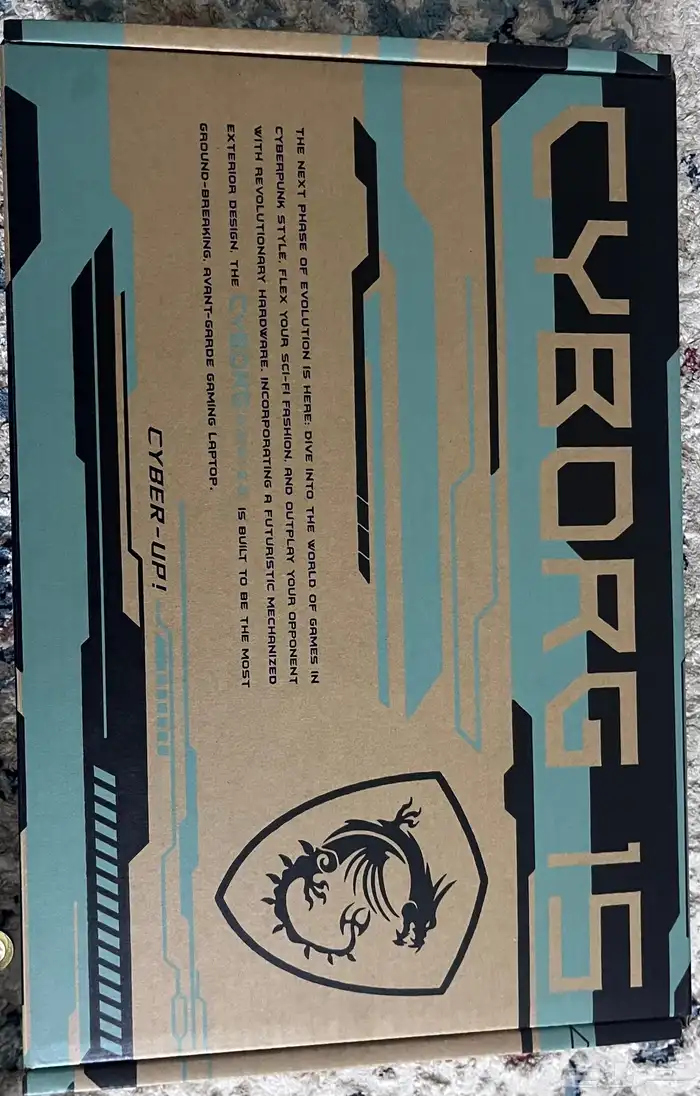 CYBORG 15
THE NEXT PHASE OF EVOLUTION IS HERE: DIVE INTO THE WORLD OF GAMES IN
CYBERPUNK STYLE, FLEX YOUR SCI-FI FASHION, AND OUTPLAY YOUR OPPONENT
WITH REVOLUTIONARY HARDWARE. INCORPORATING A FUTURISTIC MECHANIZED
EXTERIOR DESIGN, THE CYBORG IS BUILT TO BE THE MOST
GROUND-BREAKING, AVANT-GARDE GAMING LAPTOP.
CYBER-UP!